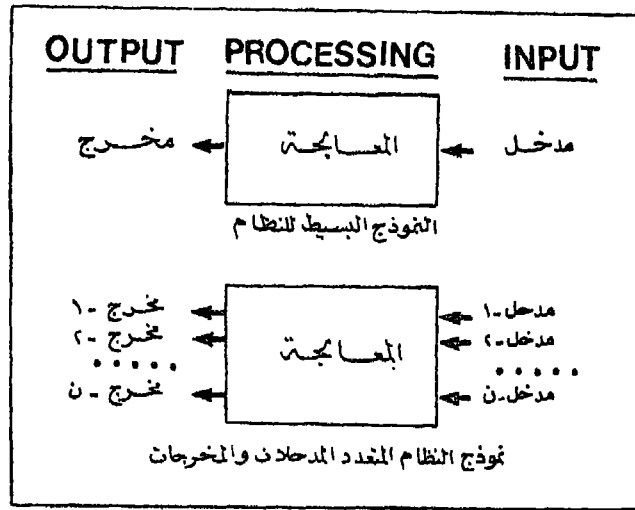 OUTPUT PROCESSING INPUT
مدخل المعالجة مخرج
النموذج البسيط للنظام
مدخل-١ مخرج -١
مدخل-٢ مخرج -٢
المعالجة
..... .....
مدخل-ن مخرج - ن
نموذج النظام المتعدد المدخلات والمخرجات